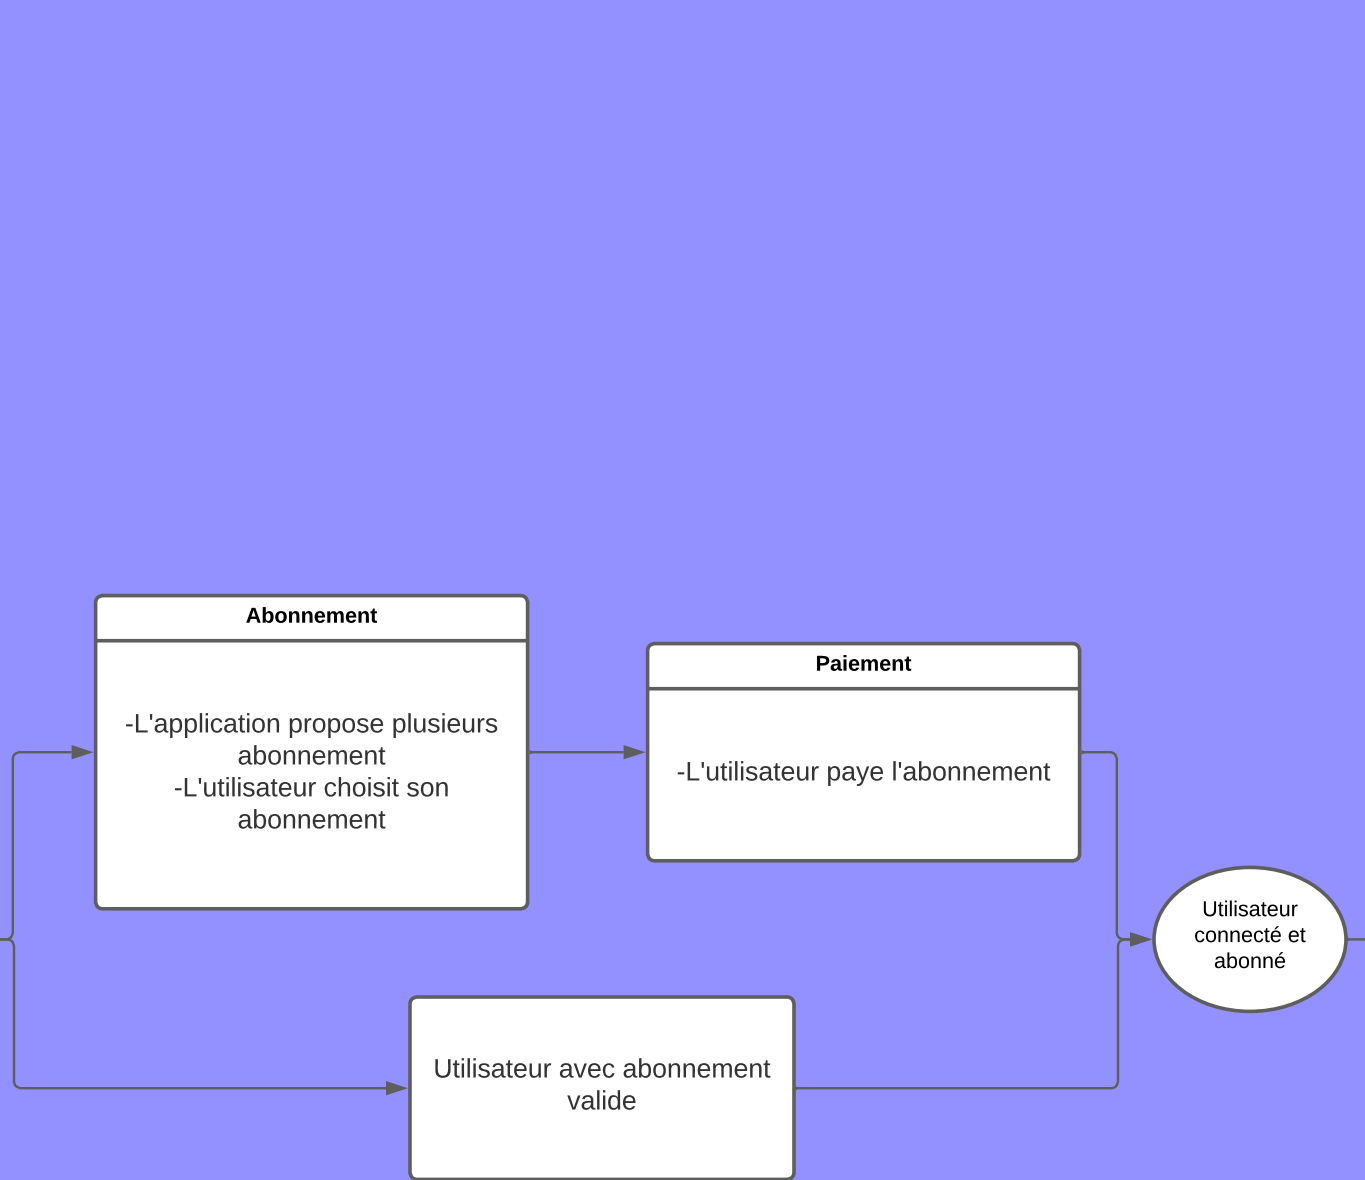 Abonnement
-L'application propose plusieurs
abonnement
-L'utilisateur choisit son
abonnement
Paiement
-L'utilisateur paye l'abonnement
Utilisateur
connecté et
abonné
Utilisateur avec abonnement
valide